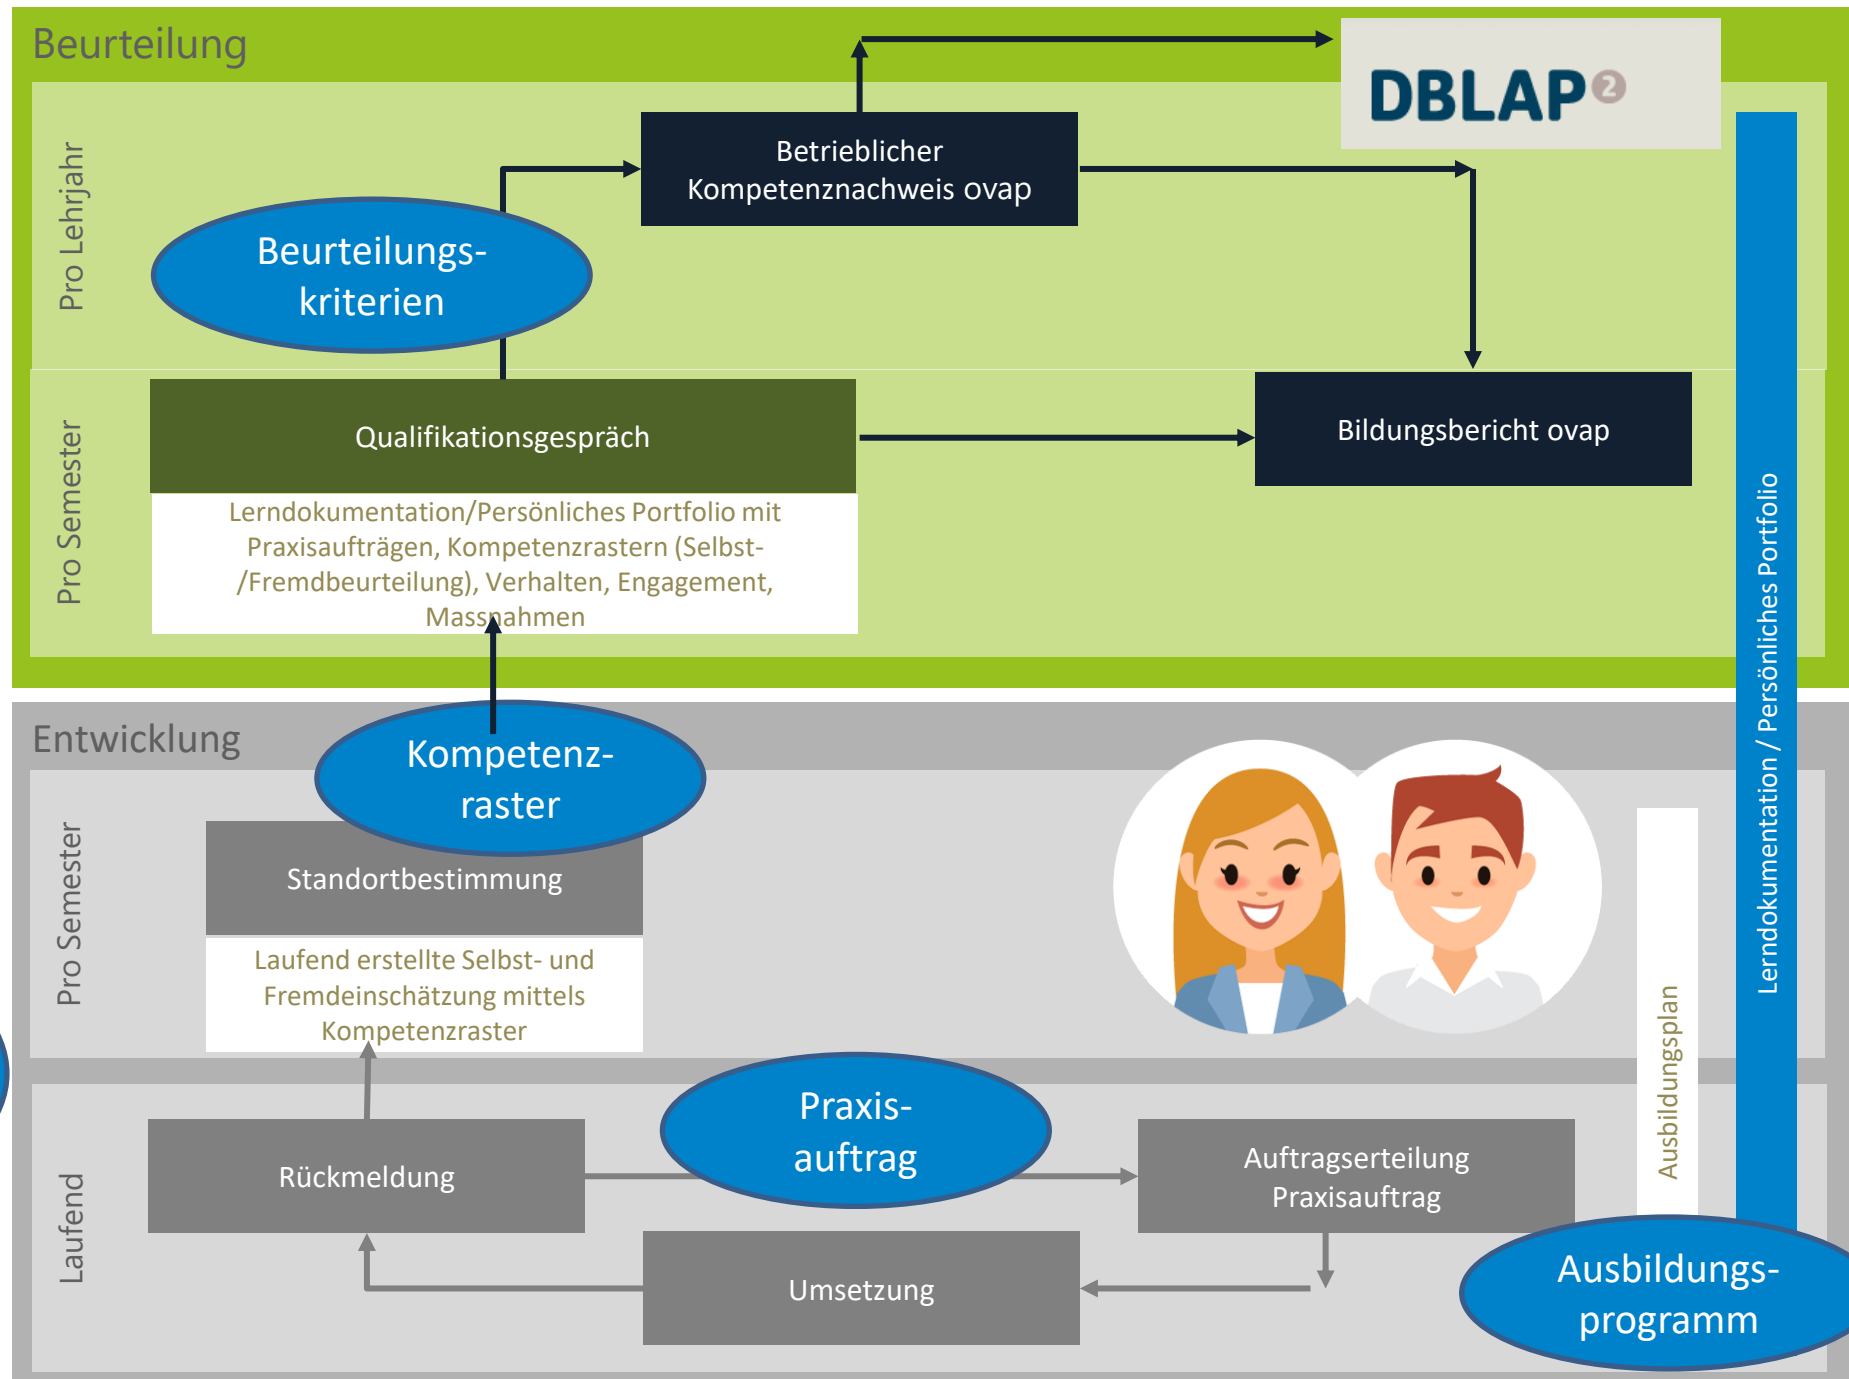 Beurteilung
DBLAP2
Pro Lehrjahr
Betrieblicher
Kompetenznachweis ovap
Beurteilungs-
kriterien
Pro Semester
Qualifikationsgespräch
Bildungsbericht ovap
Lerndokumentation/Persönliches Portfolio mit
Praxisaufträgen, Kompetenzrastern (Selbst-
/Fremdbeurteilung), Verhalten, Engagement,
Massnahmen
Lerndokumentation / Persönliches Portfolio
Entwicklung
Kompetenz-
raster
Pro Semester
Standortbestimmung
Laufend erstellte Selbst- und
Fremdeinschätzung mittels
Kompetenzraster
Ausbildungsplan
Laufend
Praxis-
auftrag
Rückmeldung
Auftragserteilung
Praxisauftrag
Umsetzung
Ausbildungs-
programm